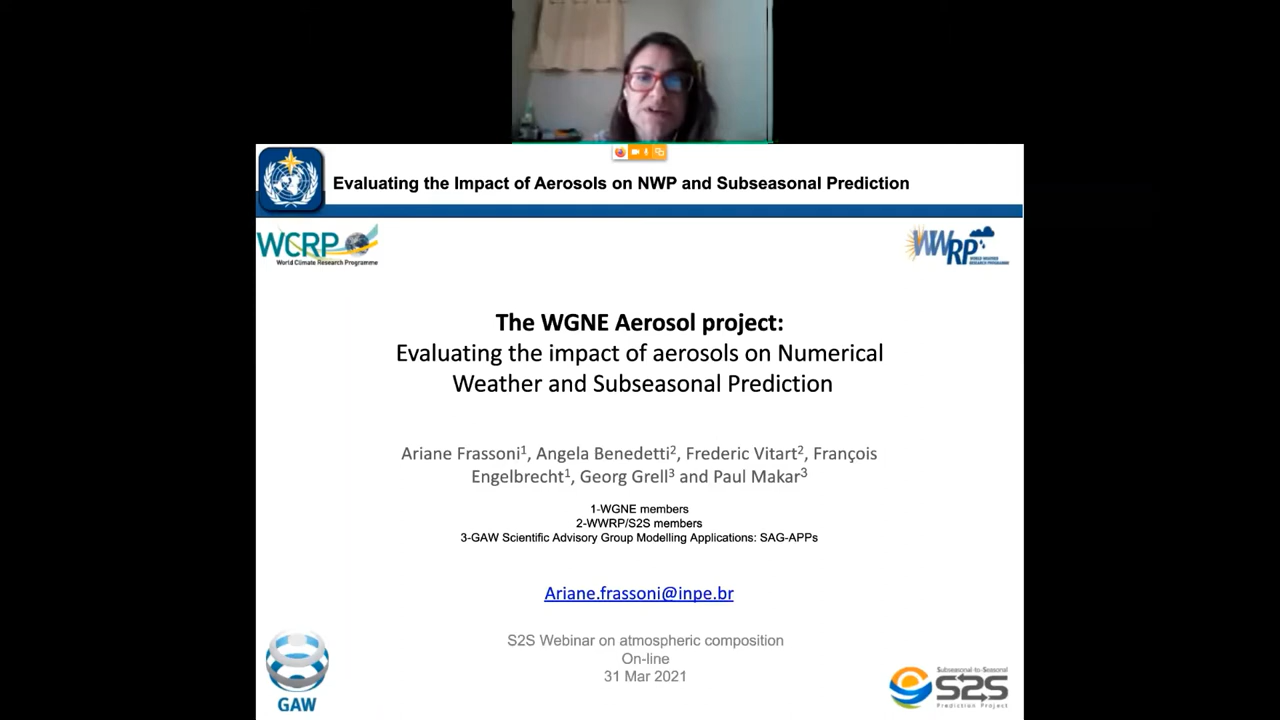 Evaluating the Impact of Aerosols on NWP and Subseasonal Prediction
WCRP
World Climate Research Programme
WWRP
WORLD WEATHER
RESEARCH PROGRAMME
The WGNE Aerosol project:
Evaluating the impact of aerosols on Numerical
Weather and Subseasonal Prediction
Ariane Frassoni¹, Angela Benedetti², Frederic Vitart², François
Engelbrecht¹, Georg Grell³ and Paul Makar³
1-WGNE members
2-WWRP/S2S members
3-GAW Scientific Advisory Group Modelling Applications: SAG-APPs
Ariane.frassoni@inpe.br
S2S Webinar on atmospheric composition
On-line
31 Mar 2021
GAW
Subseasonal-to-Seasonal
S2S
Prediction Project